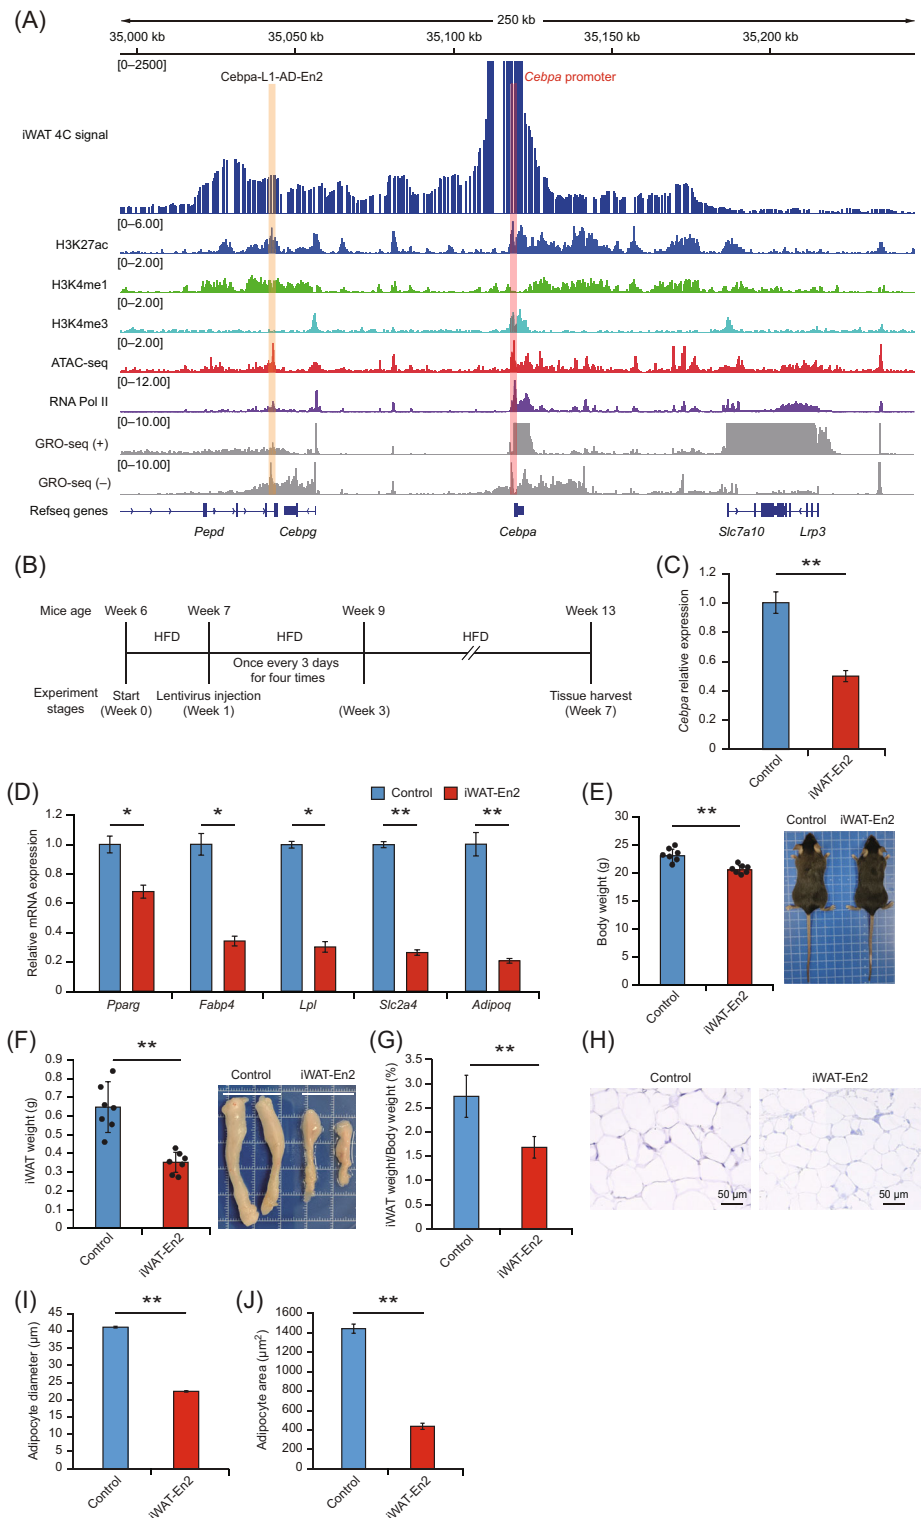 (A)
250 kb
35,000 kb 35,050 kb 35,100 kb 35,150 kb 35,200 kb
[0–2500]
Cebpa-L1-AD-En2 Cebpa promoter
iWAT 4C signal
[0–6.00]
H3K27ac
[0–2.00]
H3K4me1
[0–2.00]
H3K4me3
[0–2.00]
ATAC-seq
[0–12.00]
RNA Pol II
[0–10.00]
GRO-seq (+)
[0–10.00]
GRO-seq (–)
Refseq genes
Pepd Cebpg Cebpa Slc7a10 Lrp3
(B)
Mice age Week 6 Week 7 Week 9 Week 13
HFD HFD HFD
Once every 3 days
for four times
Experiment Start Lentivirus injection Tissue harvest
stages (Week 0) (Week 1) (Week 3) (Week 7)
(C)
**
Cebpa relative expression
1.2
1.0
0.8
0.6
0.4
0.2
0
Control iWAT-En2
(D)
Control iWAT-En2
* * * ** **
Relative mRNA expression
1.2
1.0
0.8
0.6
0.4
0.2
0
Pparg Fabp4 Lpl Slc2a4 Adipoq
(E)
**
Body weight (g)
30
25
20
15
10
5
0
Control iWAT-En2
Control iWAT-En2
(F)
**
iWAT weight (g)
0.9
0.8
0.7
0.6
0.5
0.4
0.3
0.2
0.1
0
Control iWAT-En2
Control iWAT-En2
(G)
**
iWAT weight/Body weight (%)
3.5
3.0
2.5
2.0
1.5
1.0
0.5
0
Control iWAT-En2
(H)
Control iWAT-En2
50 µm 50 µm
(I)
**
Adipocyte diameter (µm)
45
40
35
30
25
20
15
10
5
0
Control iWAT-En2
(J)
**
Adipocyte area (µm²)
1600
1400
1200
1000
800
600
400
200
0
Control iWAT-En2